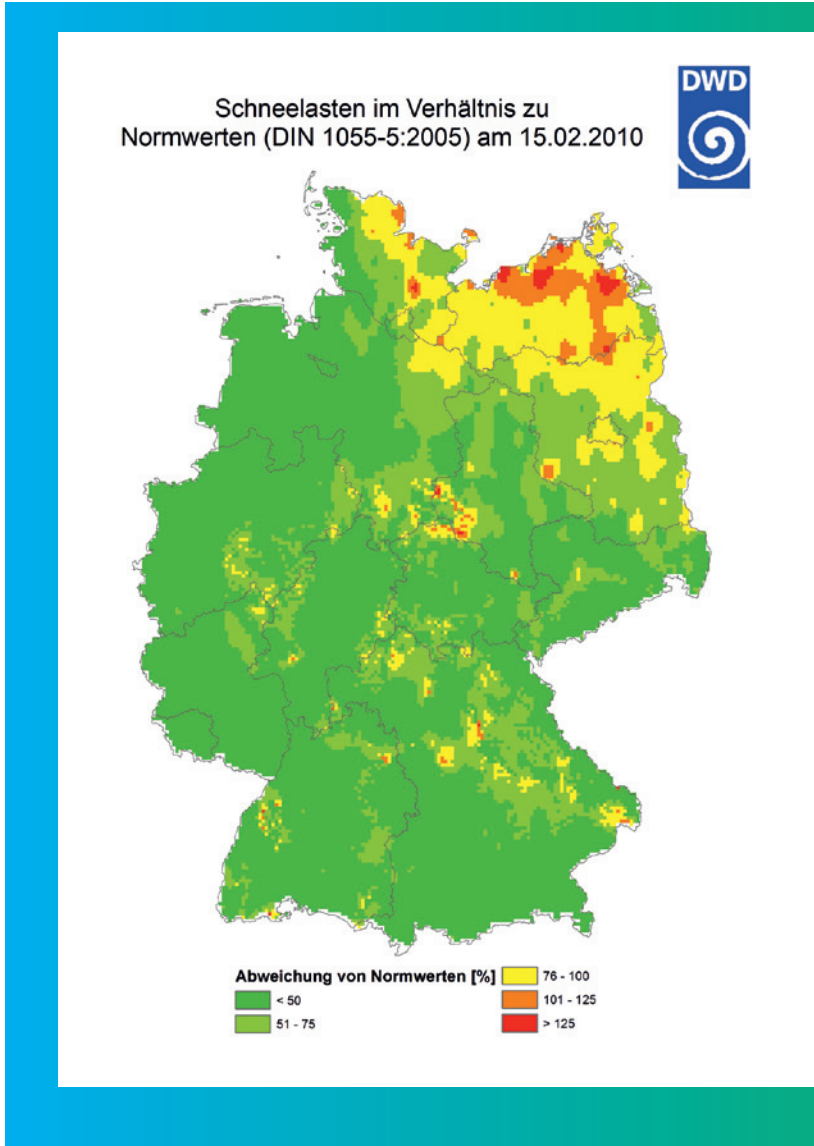 DWD
Schneelasten im Verhältnis zu
Normwerten (DIN 1055-5:2005) am 15.02.2010
Abweichung von Normwerten [%]
< 50
51 - 75
76 - 100
101 - 125
> 125